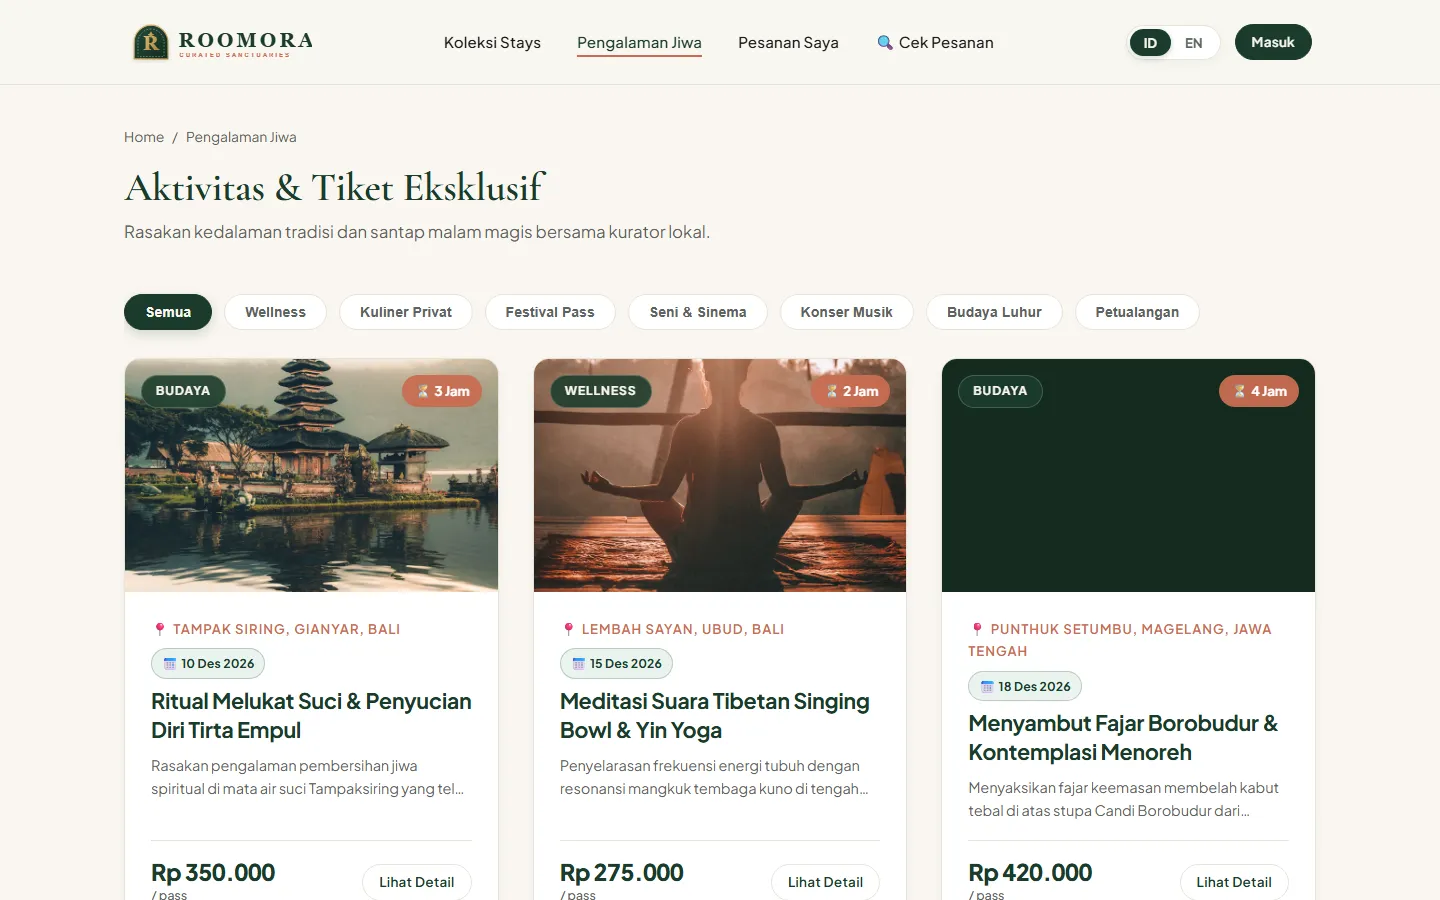 ROOMORA
CURATED SANCTUARIES
Koleksi Stays
Pengalaman Jiwa
Pesanan Saya
Cek Pesanan
ID
EN
Masuk
Home / Pengalaman Jiwa
Aktivitas & Tiket Eksklusif
Rasakan kedalaman tradisi dan santap malam magis bersama kurator lokal.
Semua
Wellness
Kuliner Privat
Festival Pass
Seni & Sinema
Konser Musik
Budaya Luhur
Petualangan
BUDAYA
3 Jam
TAMPAK SIRING, GIANYAR, BALI
10 Des 2026
Ritual Melukat Suci & Penyucian
Diri Tirta Empul
Rasakan pengalaman pembersihan jiwa
spiritual di mata air suci Tampaksiring yang tel...
Rp 350.000
/ pass
Lihat Detail
WELLNESS
2 Jam
LEMBAH SAYAN, UBUD, BALI
15 Des 2026
Meditasi Suara Tibetan Singing
Bowl & Yin Yoga
Penyelarasan frekuensi energi tubuh dengan
resonansi mangkuk tembaga kuno di tengah...
Rp 275.000
/ pass
Lihat Detail
BUDAYA
4 Jam
PUNTHUK SETUMBU, MAGELANG, JAWA
TENGAH
18 Des 2026
Menyambut Fajar Borobudur &
Kontemplasi Menoreh
Menyaksikan fajar keemasan membelah kabut
tebal di atas stupa Candi Borobudur dari...
Rp 420.000
/ pass
Lihat Detail